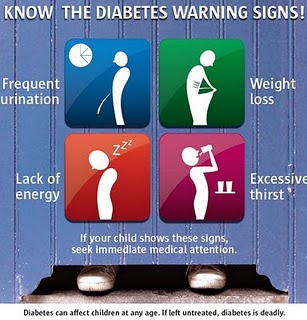 KNOW THE DIABETES WARNING SIGNS!
Frequent
urination
Weight
loss
Lack of
energy
zzz
Excessive
thirst
If your child shows these signs,
seek immediate medical attention.
Diabetes can affect children at any age. If left untreated, diabetes is deadly.